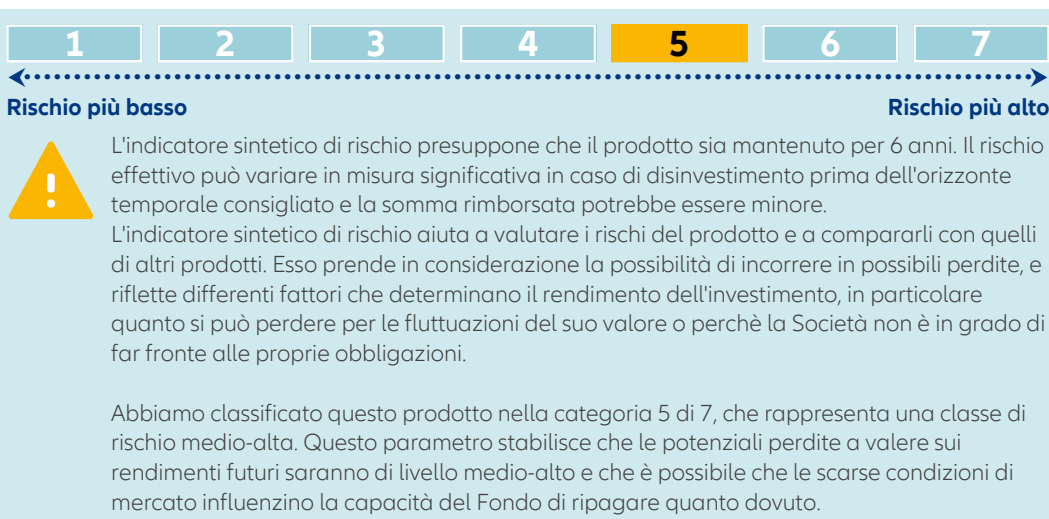 1 2 3 4 5 6 7
Rischio più basso Rischio più alto
L'indicatore sintetico di rischio presuppone che il prodotto sia mantenuto per 6 anni. Il rischio
effettivo può variare in misura significativa in caso di disinvestimento prima dell'orizzonte
temporale consigliato e la somma rimborsata potrebbe essere minore.
L'indicatore sintetico di rischio aiuta a valutare i rischi del prodotto e a compararli con quelli
di altri prodotti. Esso prende in considerazione la possibilità di incorrere in possibili perdite, e
riflette differenti fattori che determinano il rendimento dell'investimento, in particolare
quanto si può perdere per le fluttuazioni del suo valore o perchè la Società non è in grado di
far fronte alle proprie obbligazioni.
Abbiamo classificato questo prodotto nella categoria 5 di 7, che rappresenta una classe di
rischio medio-alta. Questo parametro stabilisce che le potenziali perdite a valere sui
rendimenti futuri saranno di livello medio-alto e che è possibile che le scarse condizioni di
mercato influenzino la capacità del Fondo di ripagare quanto dovuto.